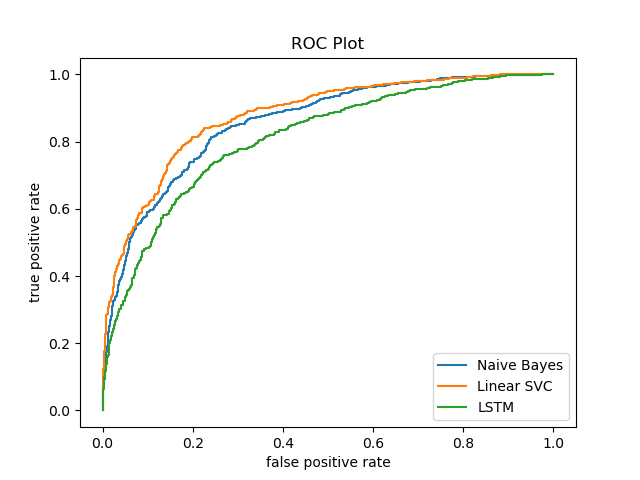 ROC Plot
true positive rate
1.0
0.8
0.6
0.4
0.2
0.0
Naive Bayes
Linear SVC
LSTM
0.0 0.2 0.4 0.6 0.8 1.0
false positive rate